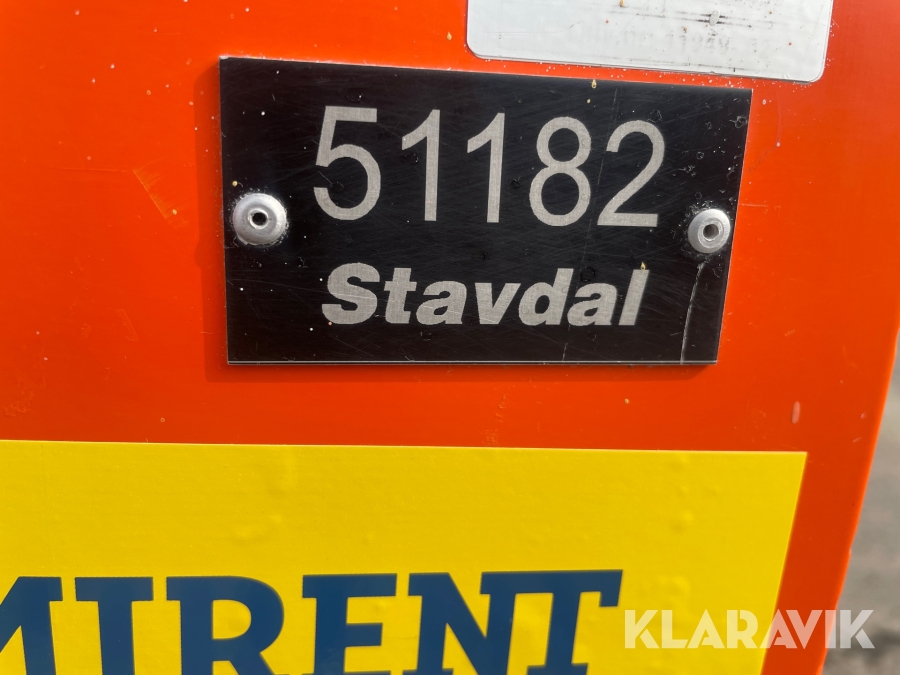 51182
Stavdal
MIRENT
KLARAVIK